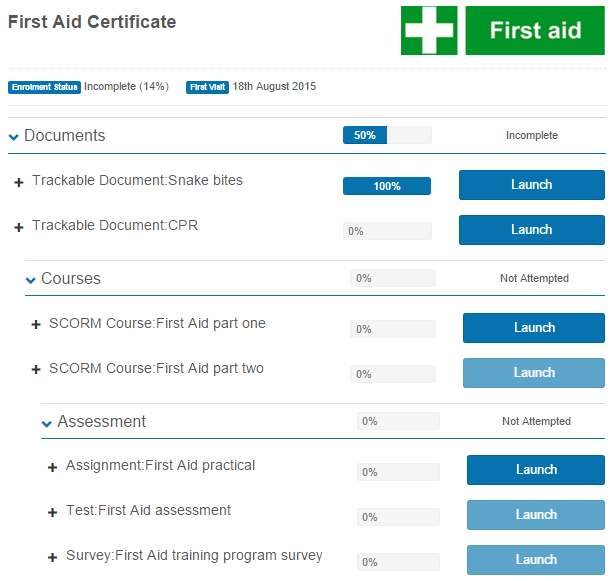 First Aid Certificate
First aid
Enrolment Status Incomplete (14%) First Visit 18th August 2015
Documents 50% Incomplete
Trackable Document:Snake bites 100% Launch
Trackable Document:CPR 0% Launch
Courses 0% Not Attempted
SCORM Course:First Aid part one 0% Launch
SCORM Course:First Aid part two 0% Launch
Assessment 0% Not Attempted
Assignment:First Aid practical 0% Launch
Test:First Aid assessment 0% Launch
Survey:First Aid training program survey 0% Launch